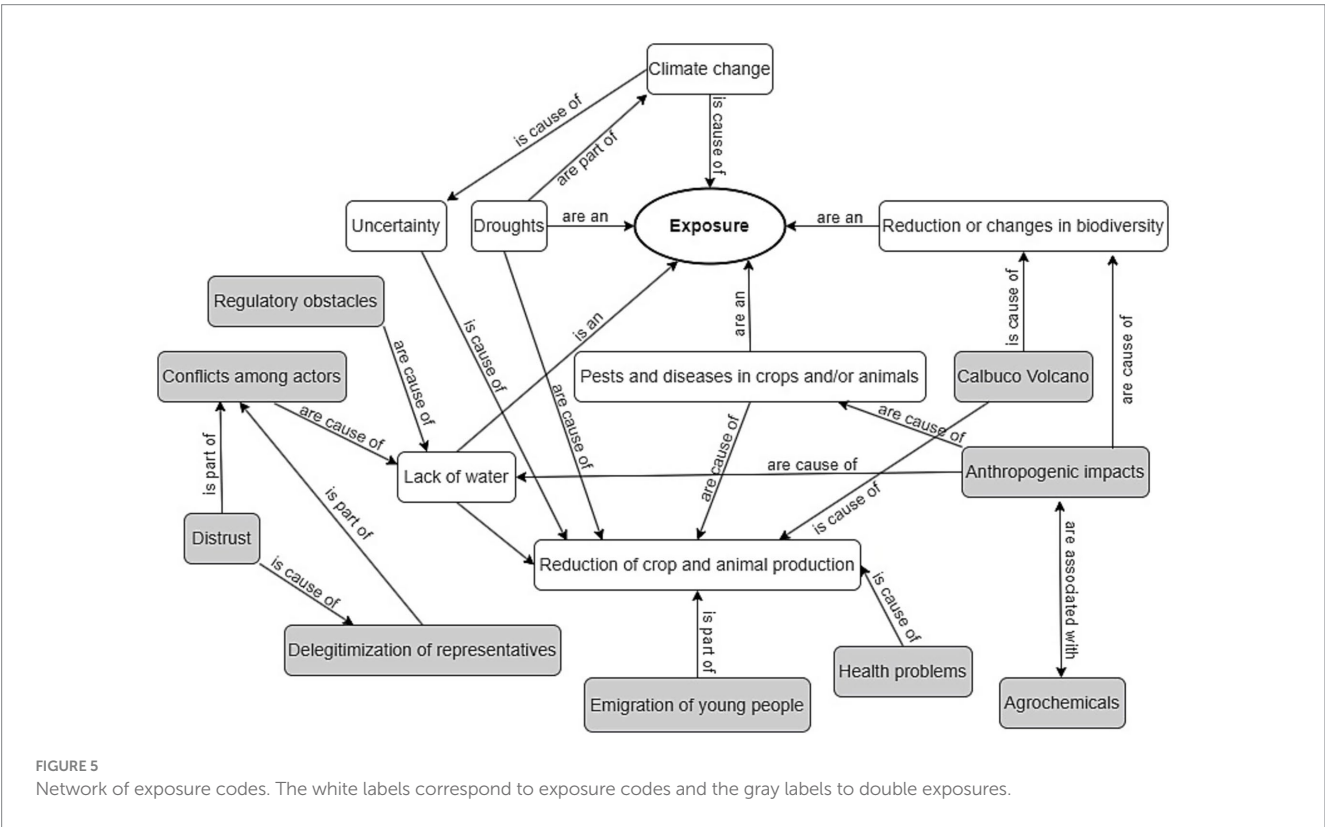 Climate change
is cause of
is cause of
are part of
Uncertainty
Droughts
are an
Exposure
are an
Reduction or changes in biodiversity
Regulatory obstacles
is cause of
is an
are an
is cause of
are cause of
are cause of
Conflicts among actors
Pests and diseases in crops and/or animals
Calbuco Volcano
are cause of
are cause of
are cause of
are cause of
is part of
Lack of water
are cause of
Anthropogenic impacts
is part of
is cause of
Distrust
Reduction of crop and animal production
are associated with
is cause of
is cause of
is part of
Delegitimization of representatives
Health problems
Emigration of young people
Agrochemicals
FIGURE 5
Network of exposure codes. The white labels correspond to exposure codes and the gray labels to double exposures.